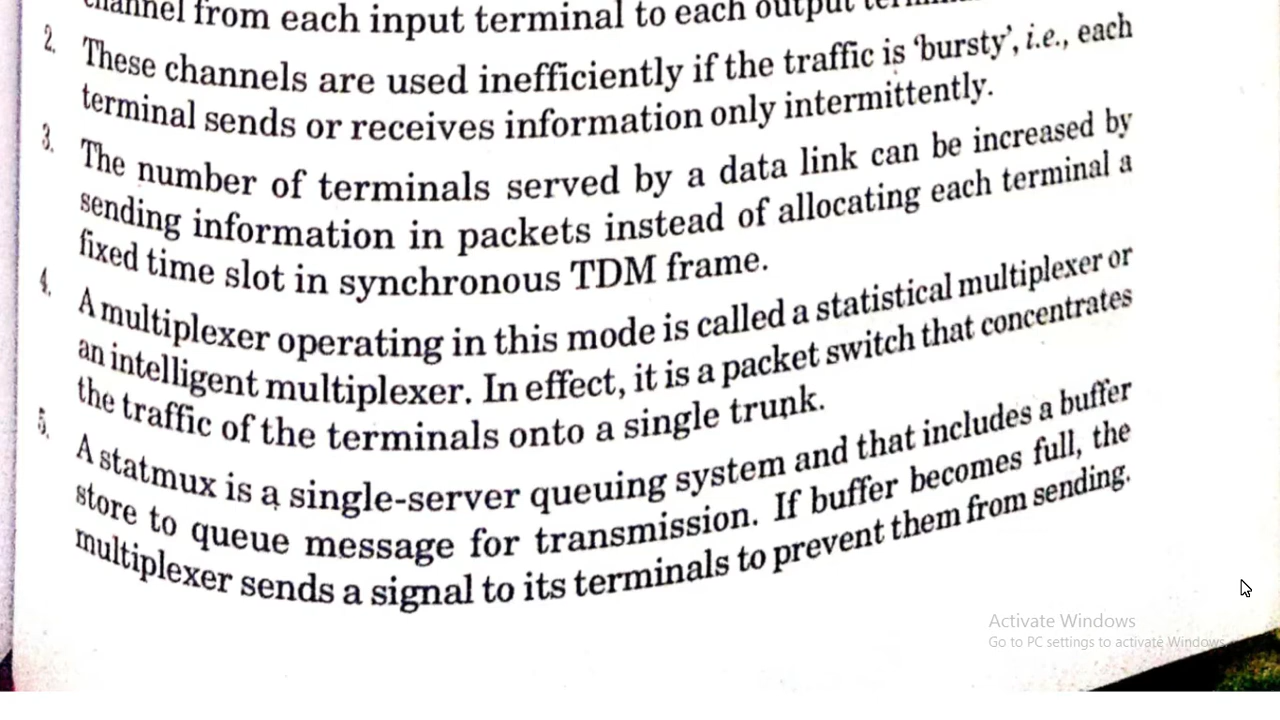 channel from each input terminal to each output
2. These channels are used inefficiently if the traffic is ‘bursty’, i.e., each
terminal sends or receives information only intermittently.
3. The number of terminals served by a data link can be increased by
sending information in packets instead of allocating each terminal a
fixed time slot in synchronous TDM frame.
4. A multiplexer operating in this mode is called a statistical multiplexer or
an intelligent multiplexer. In effect, it is a packet switch that concentrates
the traffic of the terminals onto a single trunk.
5. A statmux is a single-server queuing system and that includes a buffer
store to queue message for transmission. If buffer becomes full, the
multiplexer sends a signal to its terminals to prevent them from sending.
Activate Windows
Go to PC settings to activate Windows.